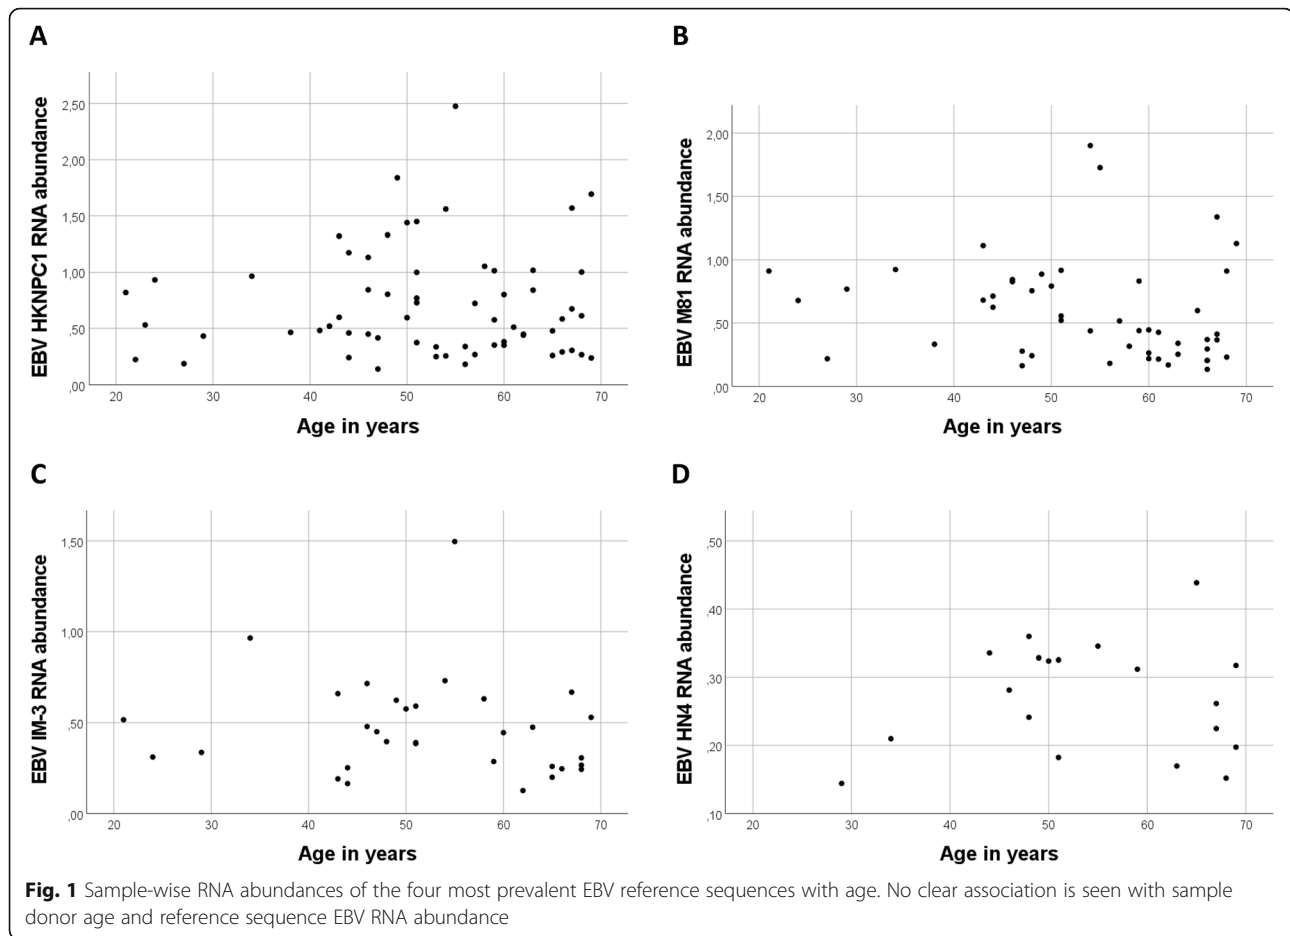 A
EBV HKNPC1 RNA abundance
2,50
2,00
1,50
1,00
,50
,00
20 30 40 50 60 70
Age in years
B
EBV M81 RNA abundance
2,00
1,50
1,00
,50
,00
20 30 40 50 60 70
Age in years
C
EBV IM-3 RNA abundance
1,50
1,00
,50
,00
20 30 40 50 60 70
Age in years
D
EBV HN4 RNA abundance
,50
,40
,30
,20
,10
20 30 40 50 60 70
Age in years
Fig. 1 Sample-wise RNA abundances of the four most prevalent EBV reference sequences with age. No clear association is seen with sample
donor age and reference sequence EBV RNA abundance